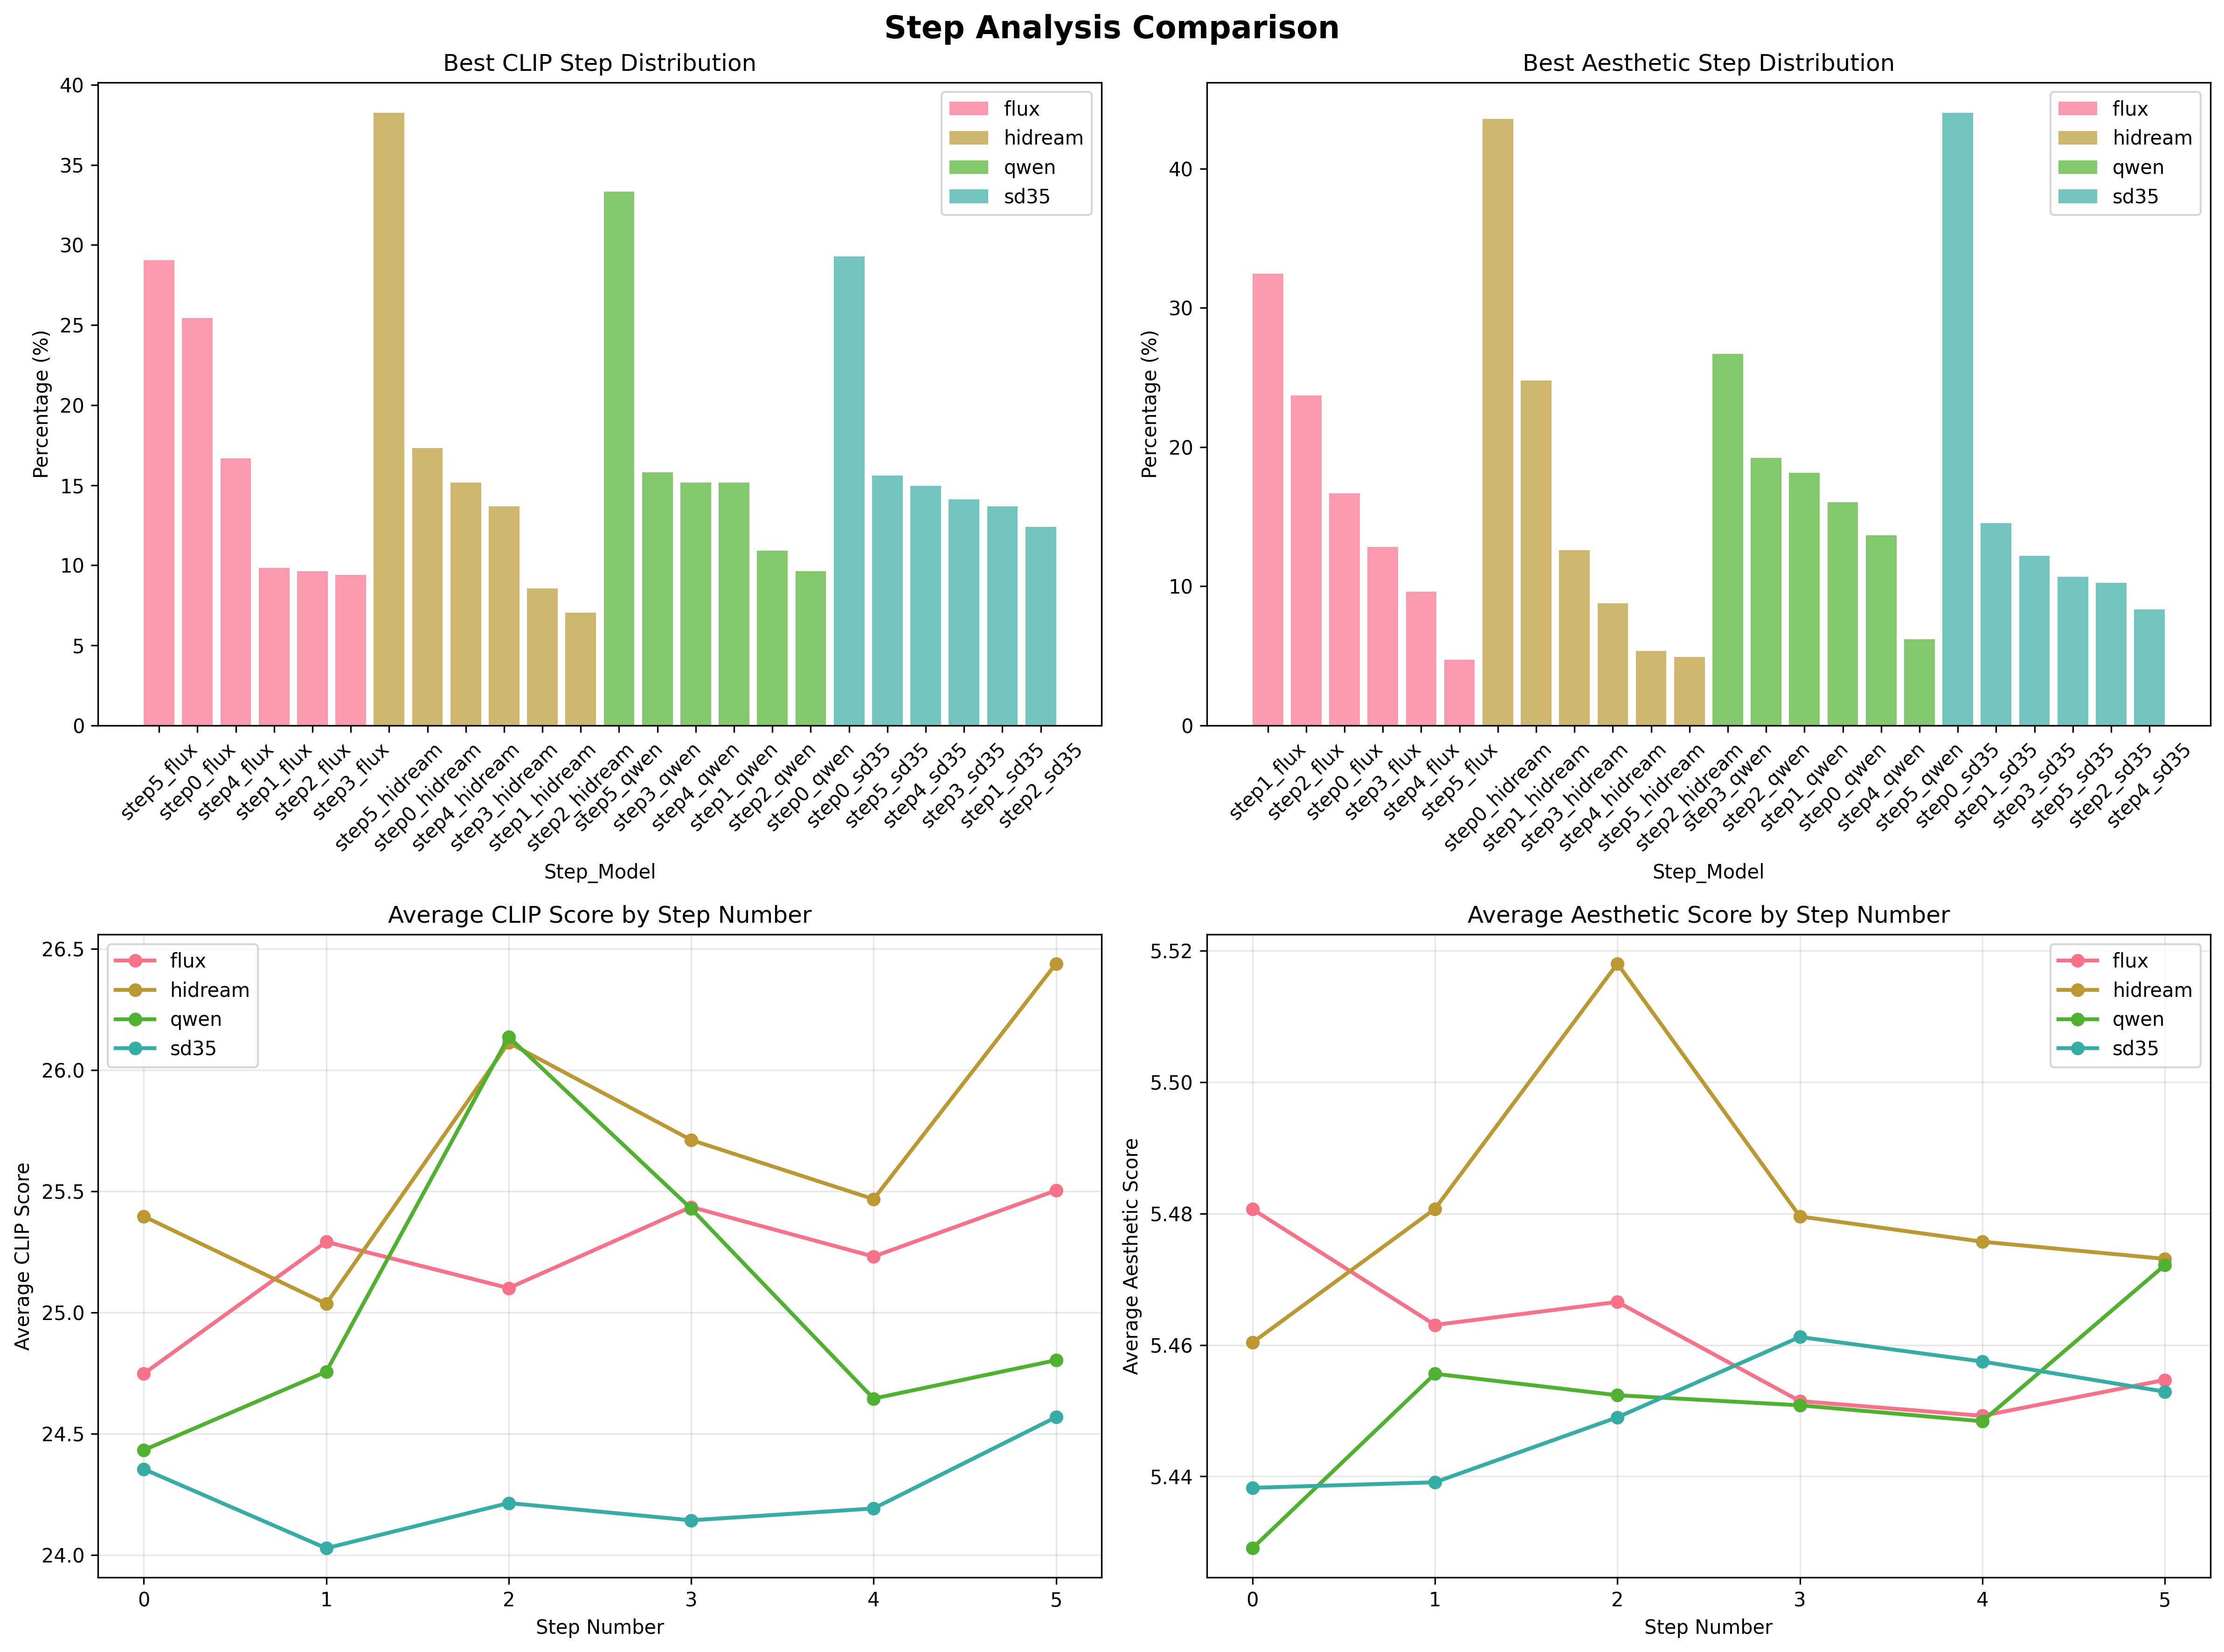 Step Analysis Comparison
Best CLIP Step Distribution
Percentage (%)
40
35
30
25
20
15
10
5
0
flux
hidream
qwen
sd35
step5_flux
step0_flux
step4_flux
step1_flux
step2_flux
step3_flux
step5_hidream
step0_hidream
step4_hidream
step3_hidream
step1_hidream
step2_hidream
step5_qwen
step3_qwen
step4_qwen
step1_qwen
step2_qwen
step0_qwen
step0_sd35
step5_sd35
step4_sd35
step3_sd35
step1_sd35
step2_sd35
Step_Model
Best Aesthetic Step Distribution
Percentage (%)
40
30
20
10
0
flux
hidream
qwen
sd35
step1_flux
step2_flux
step0_flux
step3_flux
step4_flux
step5_flux
step0_hidream
step1_hidream
step3_hidream
step4_hidream
step5_hidream
step2_hidream
step3_qwen
step2_qwen
step1_qwen
step0_qwen
step4_qwen
step5_qwen
step0_sd35
step1_sd35
step3_sd35
step5_sd35
step2_sd35
step4_sd35
Step_Model
Average CLIP Score by Step Number
Average CLIP Score
26.5
26.0
25.5
25.0
24.5
24.0
flux
hidream
qwen
sd35
0 1 2 3 4 5
Step Number
Average Aesthetic Score by Step Number
Average Aesthetic Score
5.52
5.50
5.48
5.46
5.44
flux
hidream
qwen
sd35
0 1 2 3 4 5
Step Number